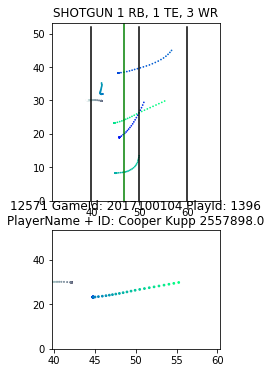 SHOTGUN 1 RB, 1 TE, 3 WR
50
40
30
20
10
0
40 50 60
12571 GameId: 2017100104 PlayId: 1396
PlayerName + ID: Cooper Kupp 2557898.0
40
20
0
40 45 50 55 60